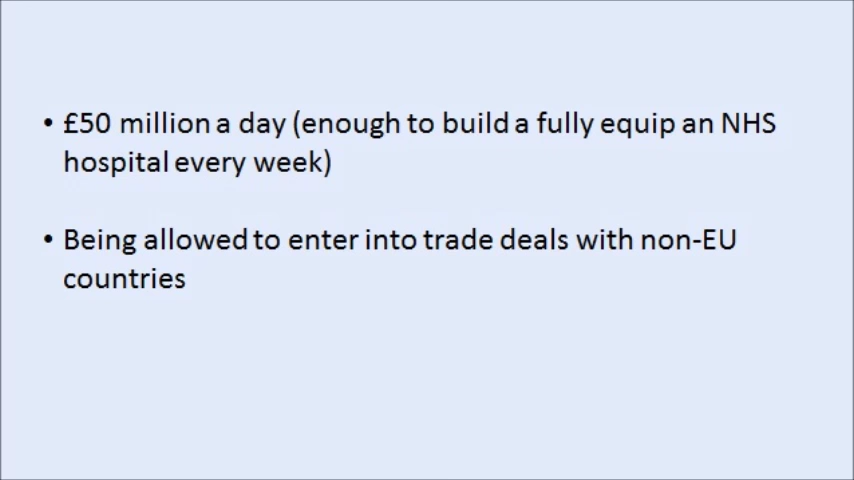 • £50 million a day (enough to build a fully equip an NHS
hospital every week)
• Being allowed to enter into trade deals with non-EU
countries